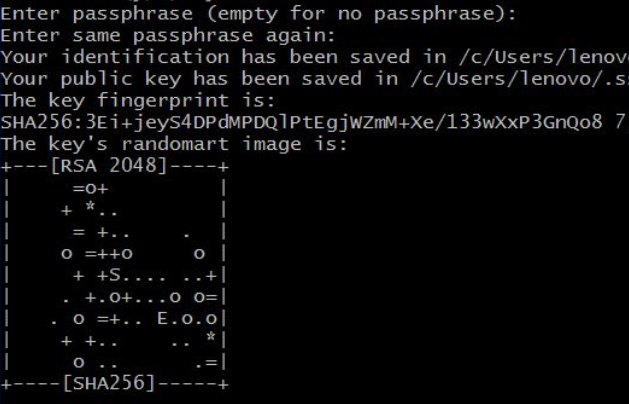 Enter passphrase (empty for no passphrase):
Enter same passphrase again:
Your identification has been saved in /c/Users/lenovo
Your public key has been saved in /c/Users/lenovo/.s
The key fingerprint is:
SHA256:3Ei+jeyS4DPdMPDQlPtEgjWZmM+Xe/133wXxP3GnQo8 7
The key's randomart image is:
+---[RSA 2048]----+
|      =o+        |
|     + *..       |
|      = +..    . |
|     o =++o     o |
|      + +S.... ..+|
|     . +.o+...o o=|
|    . o =+.. E.o.o|
|     + +..    .. *|
|      o ..      .=|
+----[SHA256]-----+